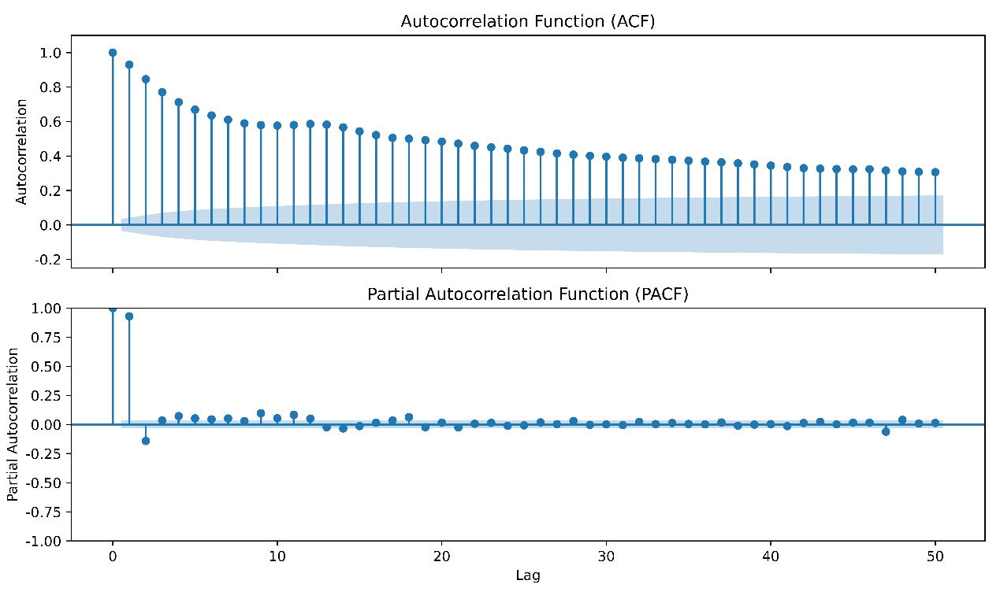 Autocorrelation Function (ACF)
Autocorrelation
1.0
0.8
0.6
0.4
0.2
0.0
-0.2
Partial Autocorrelation Function (PACF)
Partial Autocorrelation
1.00
0.75
0.50
0.25
0.00
-0.25
-0.50
-0.75
-1.00
0 10 20 30 40 50
Lag